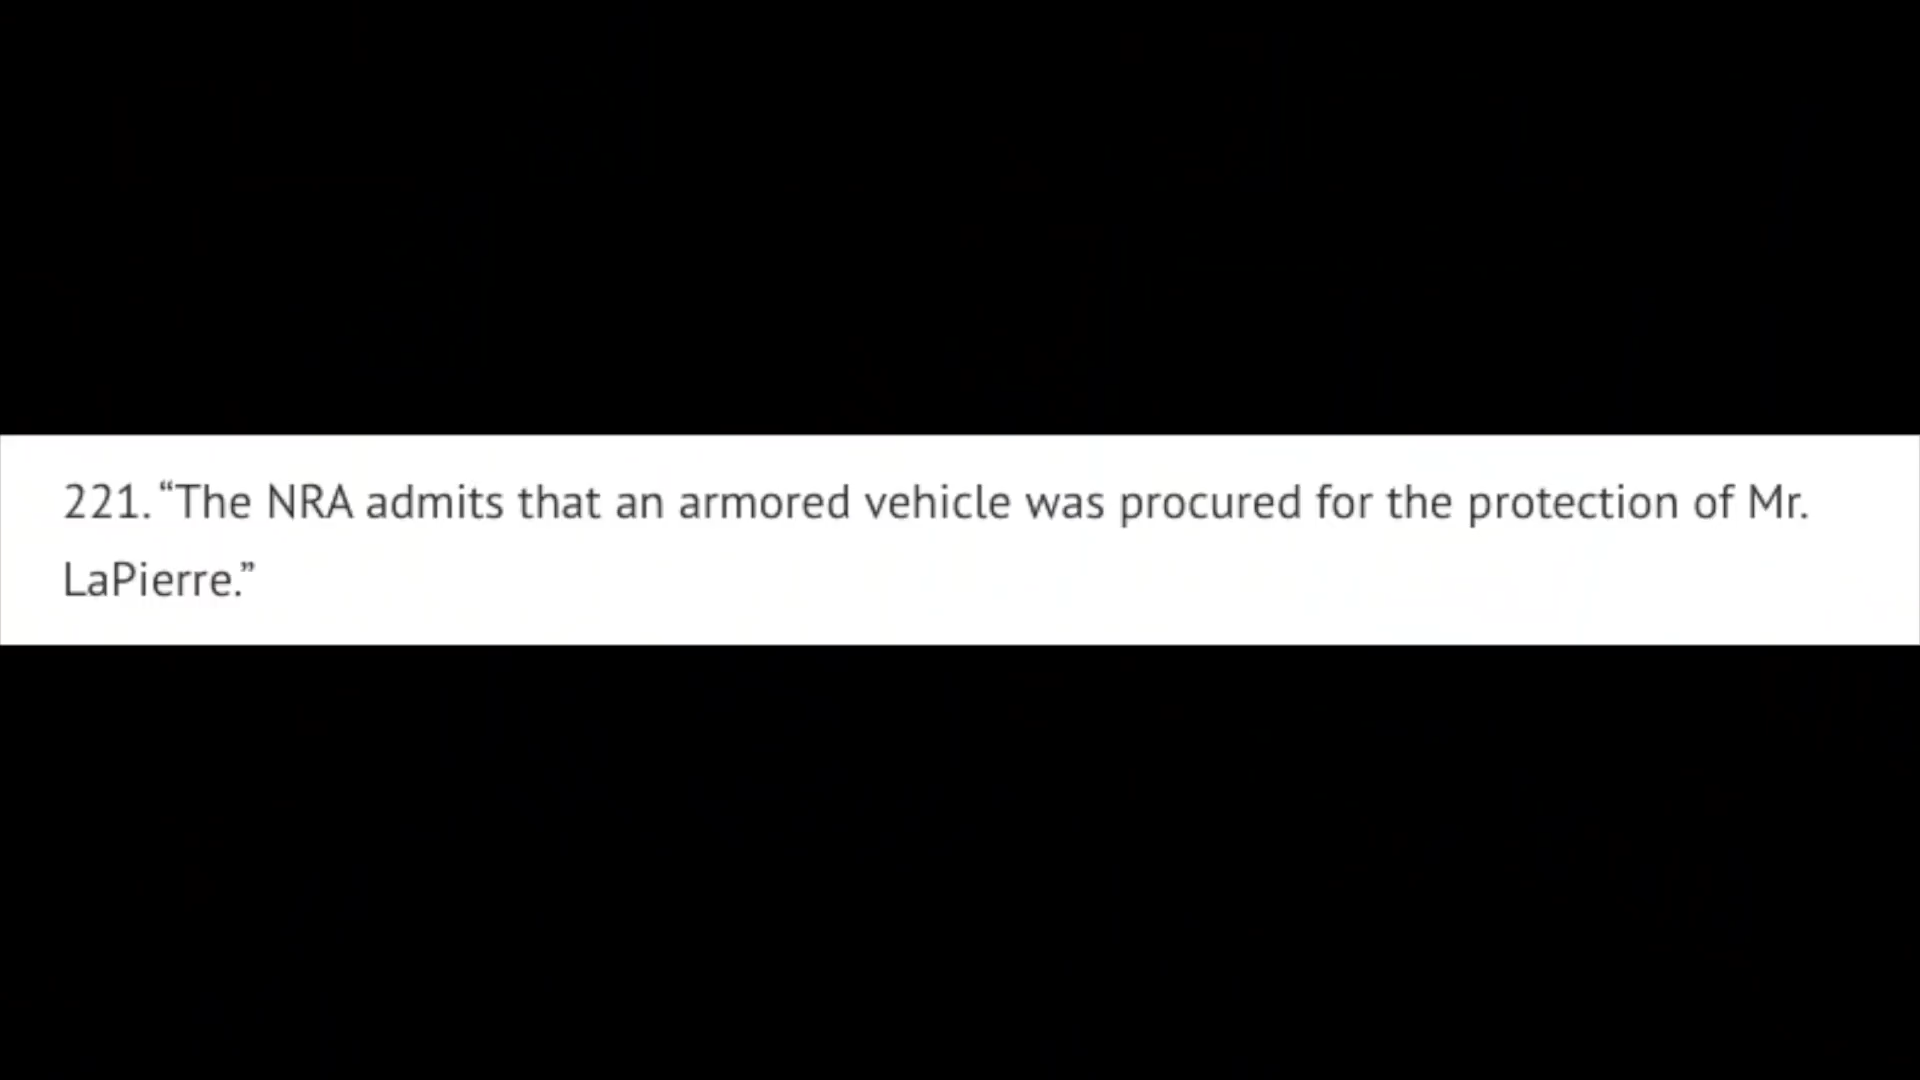 221. “The NRA admits that an armored vehicle was procured for the protection of Mr.
LaPierre.”